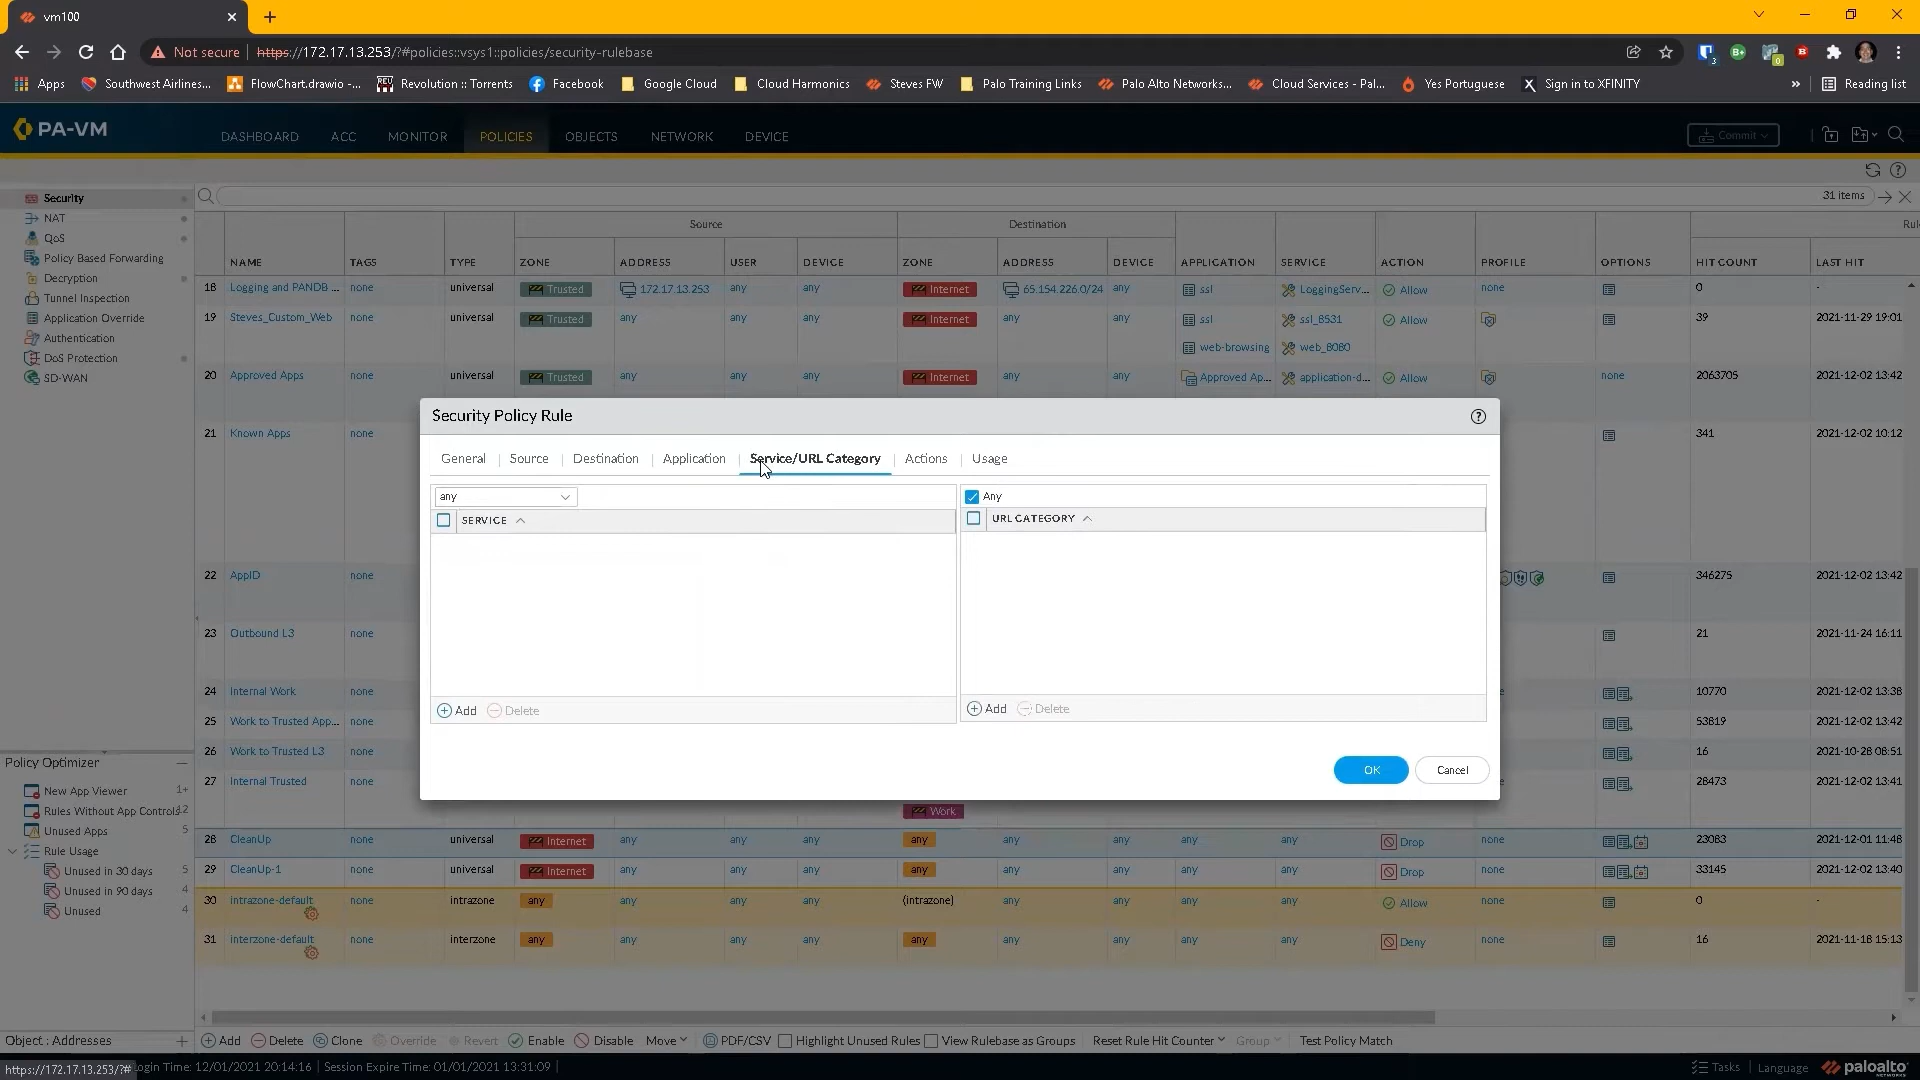 vm100
Not secure
https://172.17.13.253/?#policies::vsys1::policies/security-rulebase
3
0
Apps
Southwest Airlines...
FlowChart.drawio -...
Revolution :: Torrents
Facebook
Google Cloud
Cloud Harmonics
Steves FW
Palo Training Links
Palo Alto Networks...
Cloud Services - Pal...
Yes Portuguese
Sign in to XFINITY
»
Reading list
PA-VM
DASHBOARD
ACC
MONITOR
POLICIES
OBJECTS
NETWORK
DEVICE
Commit
Security
NAT
QoS
Policy Based Forwarding
Decryption
Tunnel Inspection
Application Override
Authentication
DoS Protection
SD-WAN
31 items
Source Destination Rul
NAME TAGS TYPE ZONE ADDRESS USER DEVICE ZONE ADDRESS DEVICE APPLICATION SERVICE ACTION PROFILE OPTIONS HIT COUNT LAST HIT
18 Logging and PANDB ... none universal Trusted 172.17.13.253 any any Internet 65.154.226.0/24 any ssl LoggingServ... Allow none 0 -
19 Steves_Custom_Web none universal Trusted any any any Internet any any ssl ssl_8531 Allow 39 2021-11-29 19:01
web-browsing web_8080
20 Approved Apps none universal Trusted any any any Internet any any Approved Ap... application-d... Allow none 2063705 2021-12-02 13:42
21 Known Apps none 341 2021-12-02 10:12
22 AppID none 346275 2021-12-02 13:42
23 Outbound L3 none 21 2021-11-24 16:11
24 Internal Work none e 10770 2021-12-02 13:38
25 Work to Trusted App... none 53819 2021-12-02 13:42
26 Work to Trusted L3 none 16 2021-10-28 08:51
27 Internal Trusted none e 28473 2021-12-02 13:41
Work
28 CleanUp none universal Internet any any any any any any any any Drop none 23083 2021-12-01 11:48
29 CleanUp-1 none universal Internet any any any any any any any any Drop none 33145 2021-12-02 13:40
30 intrazone-default none intrazone any any any any (intrazone) any any any any Allow none 0 -
31 interzone-default none interzone any any any any any any any any any Deny none 16 2021-11-18 15:13
Security Policy Rule
General
Source
Destination
Application
Service/URL Category
Actions
Usage
any
SERVICE
Add
Delete
Any
URL CATEGORY
Add
Delete
OK
Cancel
Policy Optimizer
New App Viewer 1+
Rules Without App Controls 12
Unused Apps 5
Rule Usage
Unused in 30 days 5
Unused in 90 days 4
Unused 4
Object : Addresses
Add
Delete
Clone
Override
Revert
Enable
Disable
Move
PDF/CSV
Highlight Unused Rules
View Rulebase as Groups
Reset Rule Hit Counter
Group
Test Policy Match
https://172.17.13.253/?#
ogin Time: 12/01/2021 20:14:16
Session Expire Time: 01/01/2021 13:31:09
Tasks
Language
paloalto
NETWORKS